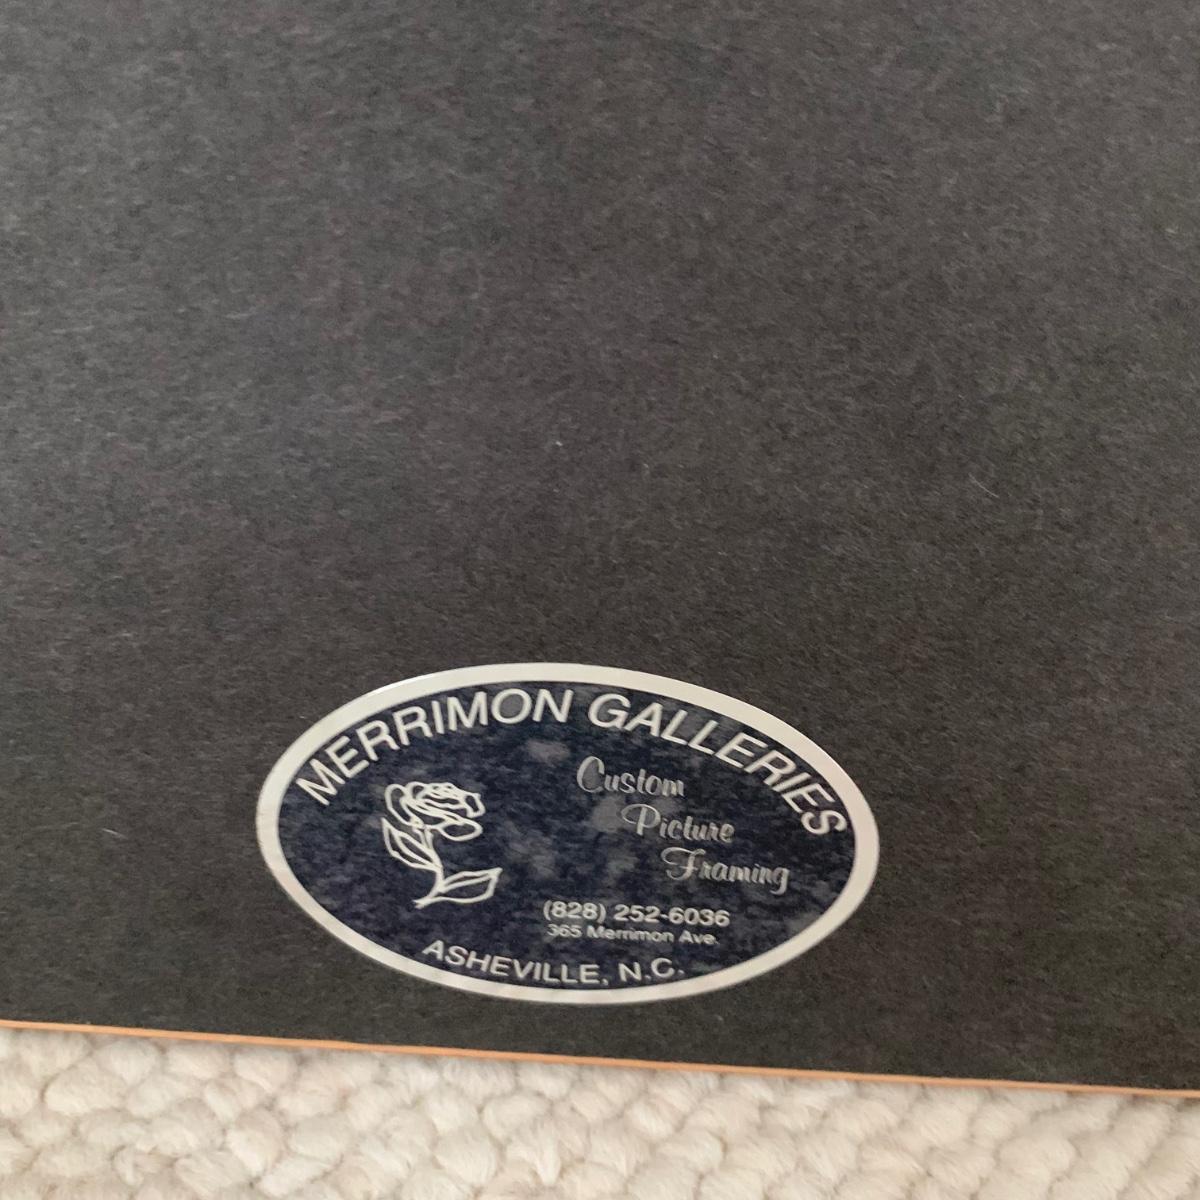 MERRIMON GALLERIES
Custom
Picture
Framing
(828) 252-6036
365 Merrimon Ave.
ASHEVILLE, N.C.